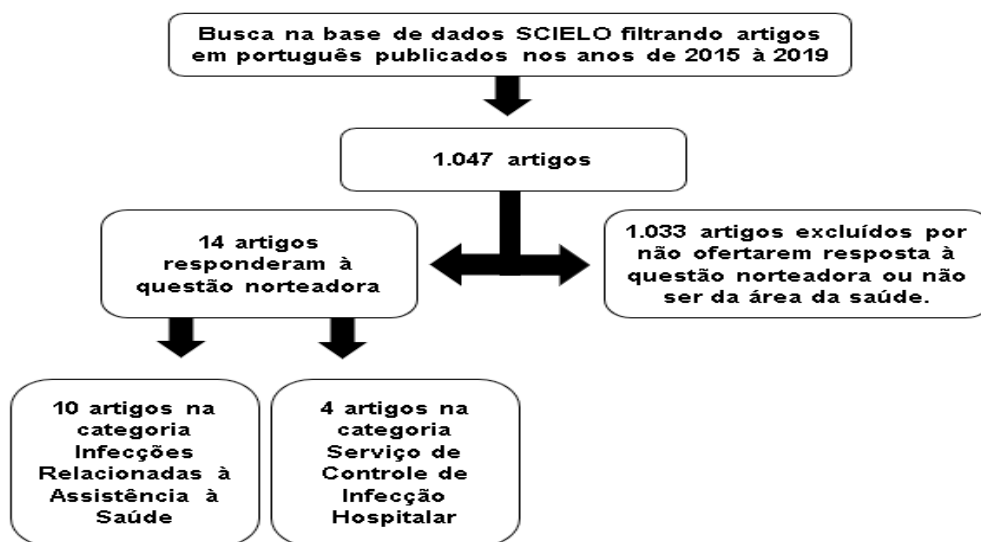 Busca na base de dados SCIELO filtrando artigos
em português publicados nos anos de 2015 à 2019
1.047 artigos
14 artigos
responderam à
questão norteadora
1.033 artigos excluídos por
não ofertarem resposta à
questão norteadora ou não
ser da área da saúde.
10 artigos na
categoria
Infecções
Relacionadas à
Assistência à
Saúde
4 artigos na
categoria
Serviço de
Controle de
Infecção
Hospitalar